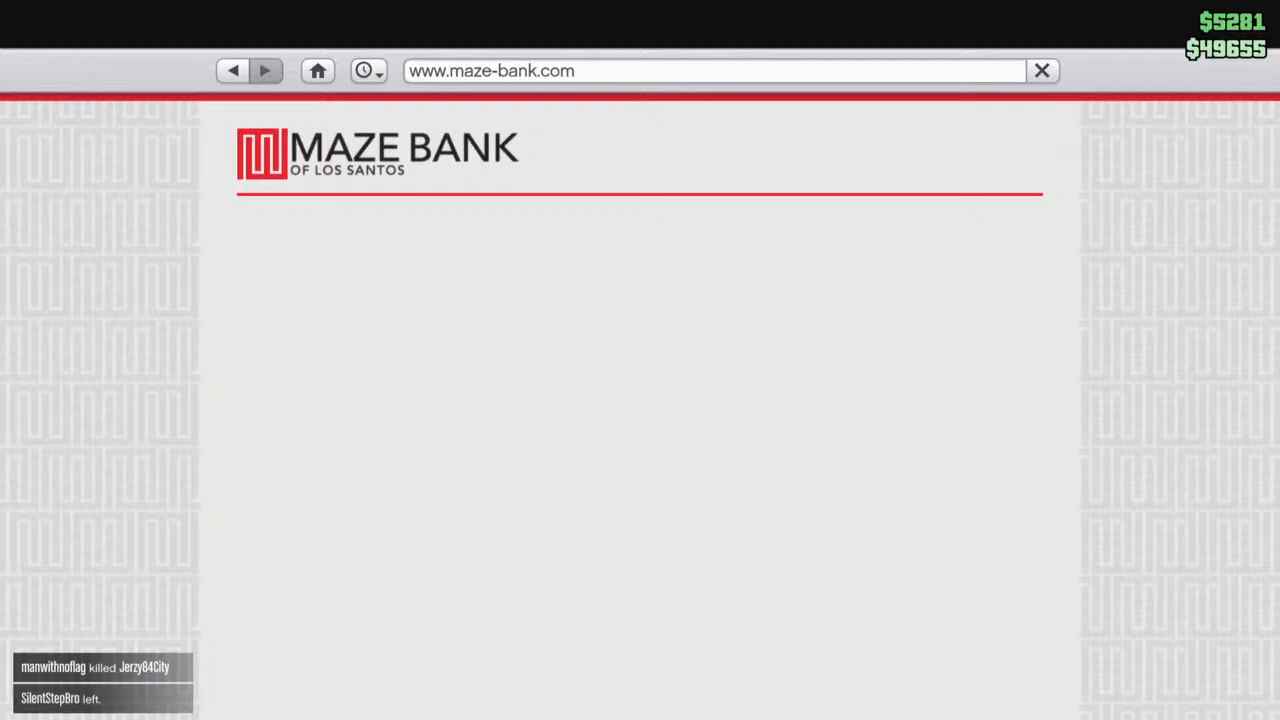 $5281
$49655
www.maze-bank.com
MAZE BANK
OF LOS SANTOS
manwithnoflag killed Jerzy84City
SilentStepBro left.